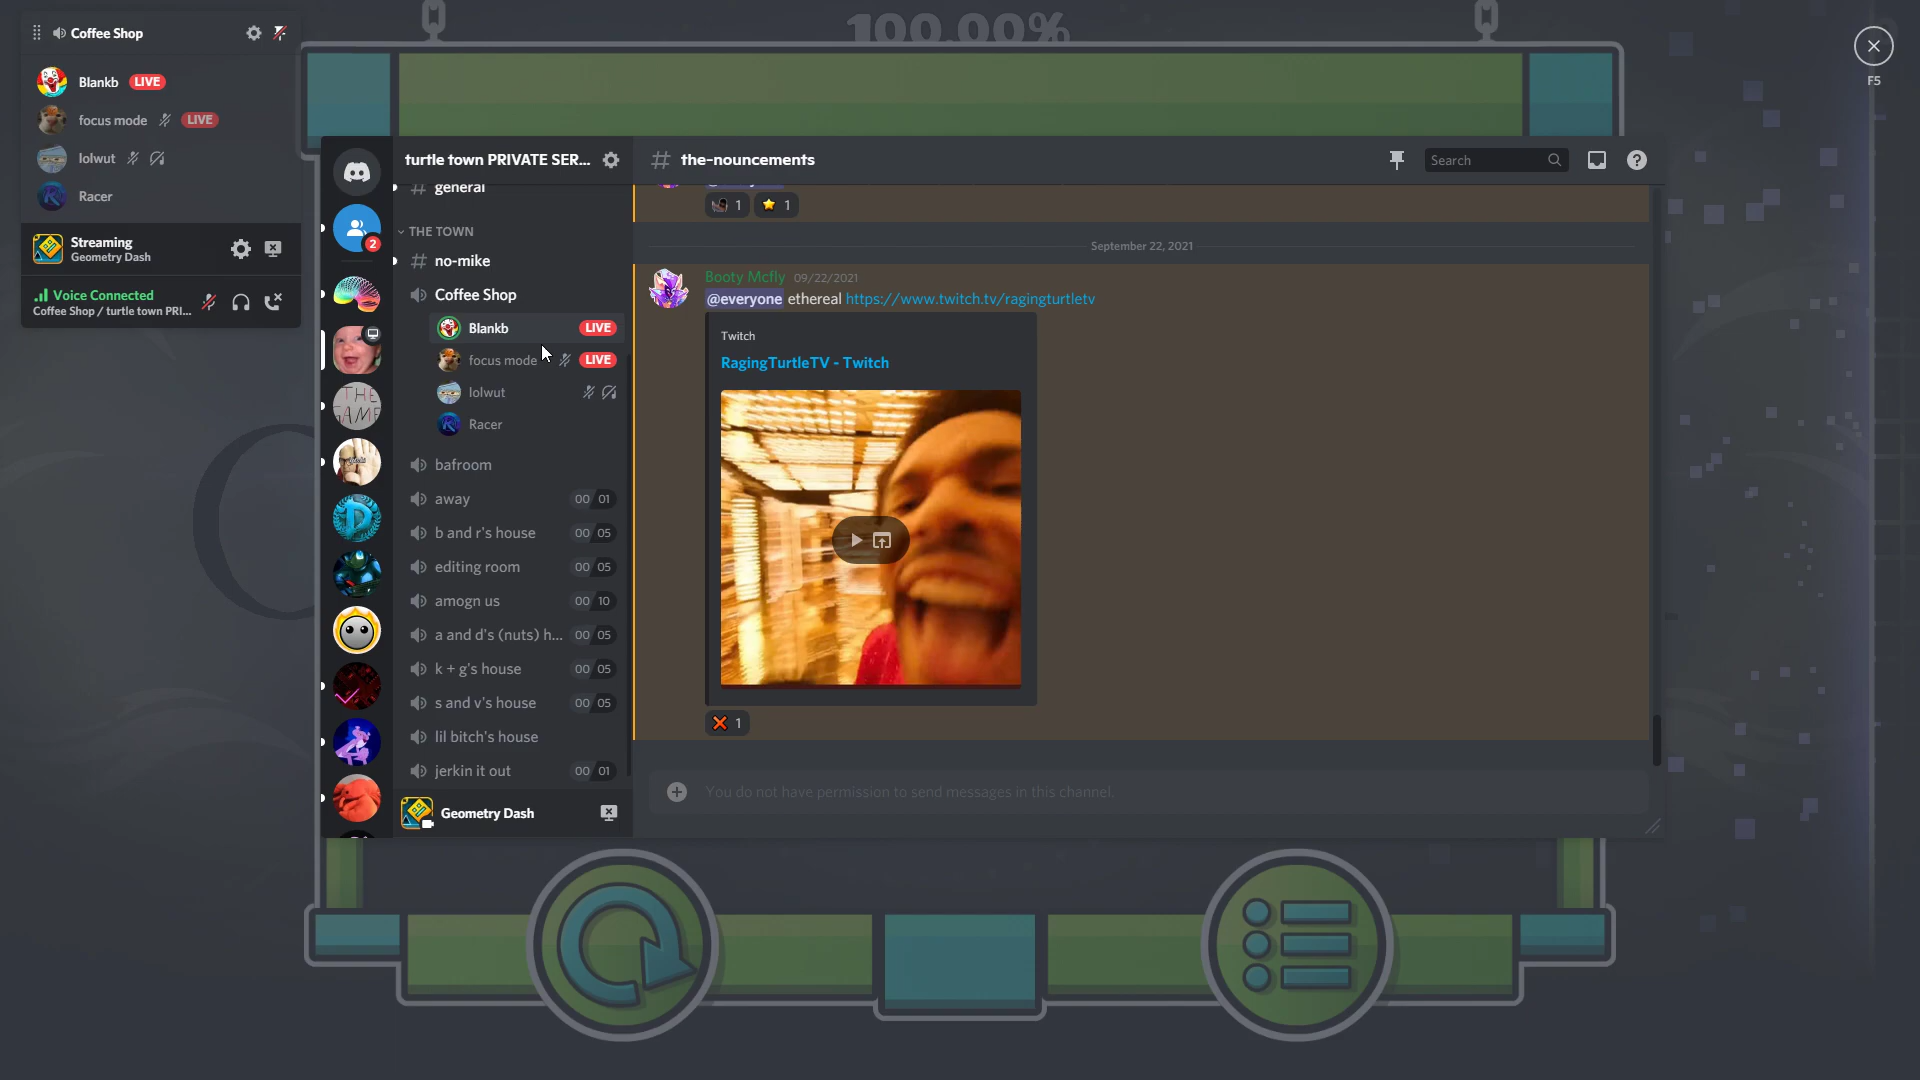 100.00%
Coffee Shop
Blankb LIVE
focus mode LIVE
lolwut
Racer
Streaming
Geometry Dash
Voice Connected
Coffee Shop / turtle town PRI...
F5
2
THE
GAME
turtle town PRIVATE SER...
general
THE TOWN
no-mike
Coffee Shop
Blankb LIVE
focus mode LIVE
lolwut
Racer
bafroom
away 00 01
b and r's house 00 05
editing room 00 05
amogn us 00 10
a and d's (nuts) h... 00 05
k + g's house 00 05
s and v's house 00 05
lil bitch's house
jerkin it out 00 01
Geometry Dash
# the-nouncements
Search
?
1 1
September 22, 2021
Booty Mcfly 09/22/2021
@everyone ethereal https://www.twitch.tv/ragingturtletv
Twitch
RagingTurtleTV - Twitch
1
You do not have permission to send messages in this channel.